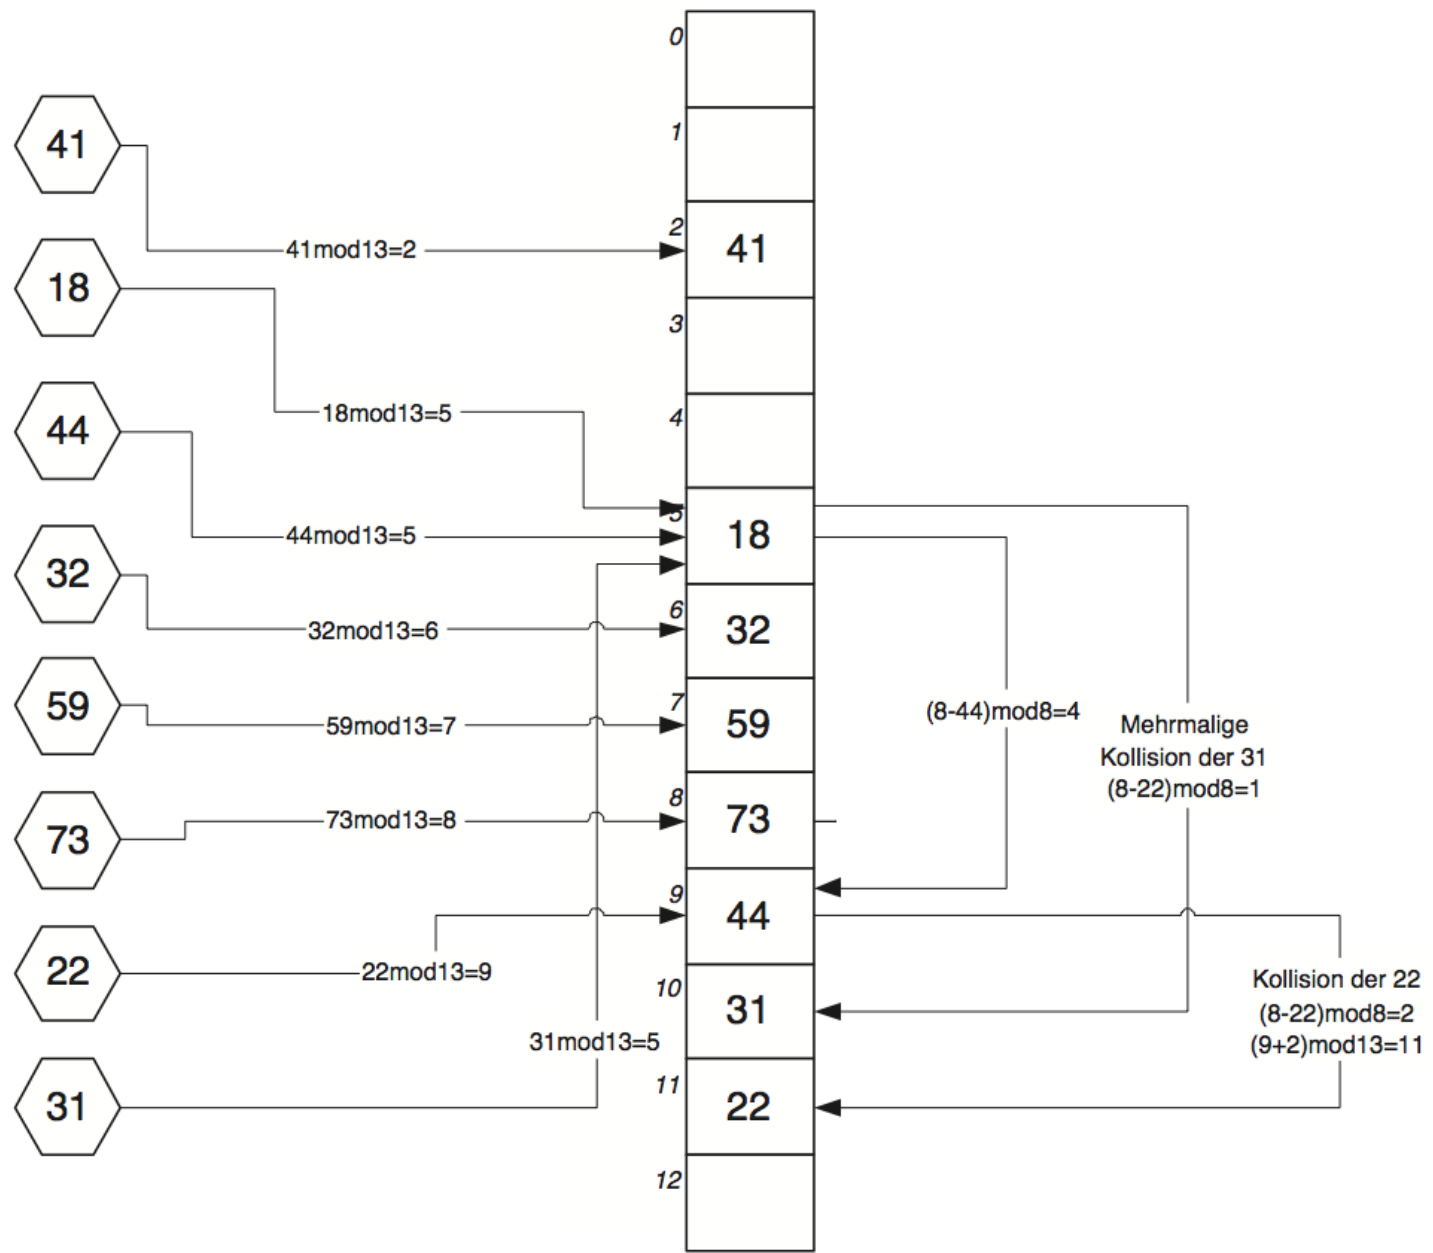 0
1
41
41mod13=2
2
41
18
3
18mod13=5
4
44
44mod13=5
5
18
32
32mod13=6
6
32
59
59mod13=7
7
59
(8-44)mod8=4
Mehrmalige
Kollision der 31
(8-22)mod8=1
73
73mod13=8
8
73
9
44
22
22mod13=9
10
31
Kollision der 22
(8-22)mod8=2
(9+2)mod13=11
31mod13=5
31
11
22
12